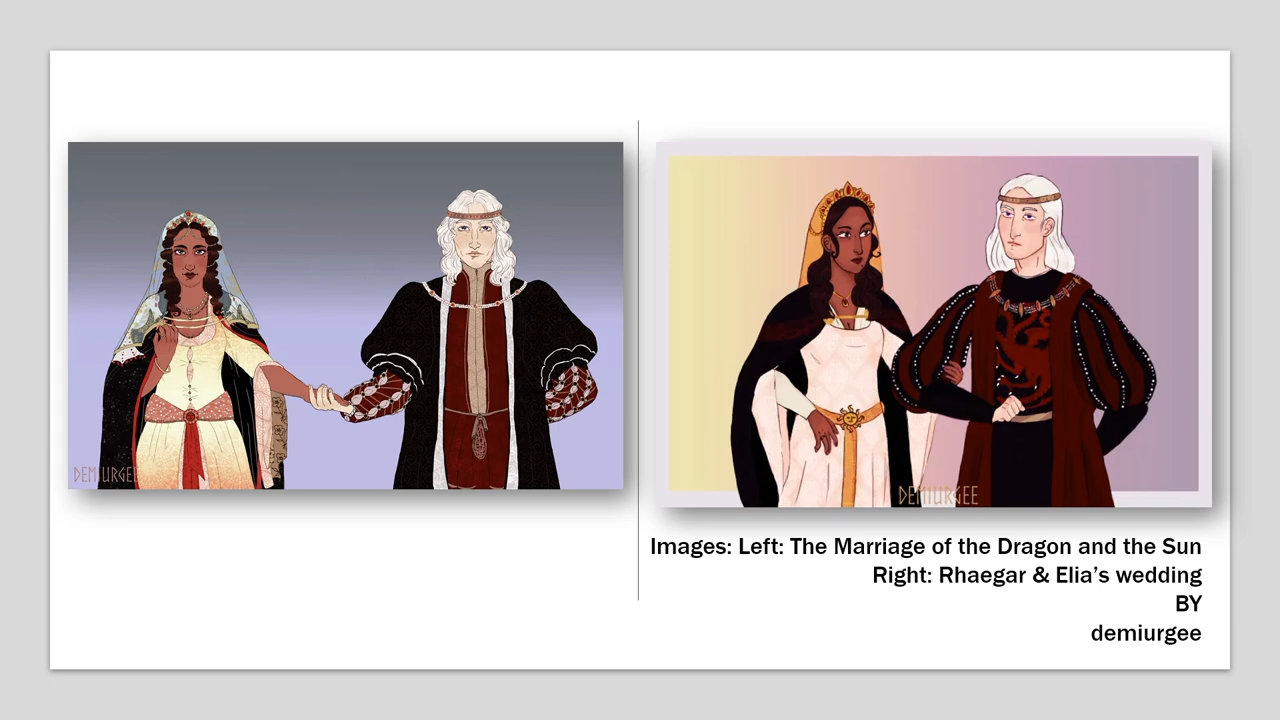 DEMIURGEE
DEMIURGEE
Images: Left: The Marriage of the Dragon and the Sun
Right: Rhaegar & Elia’s wedding
BY
demiurgee